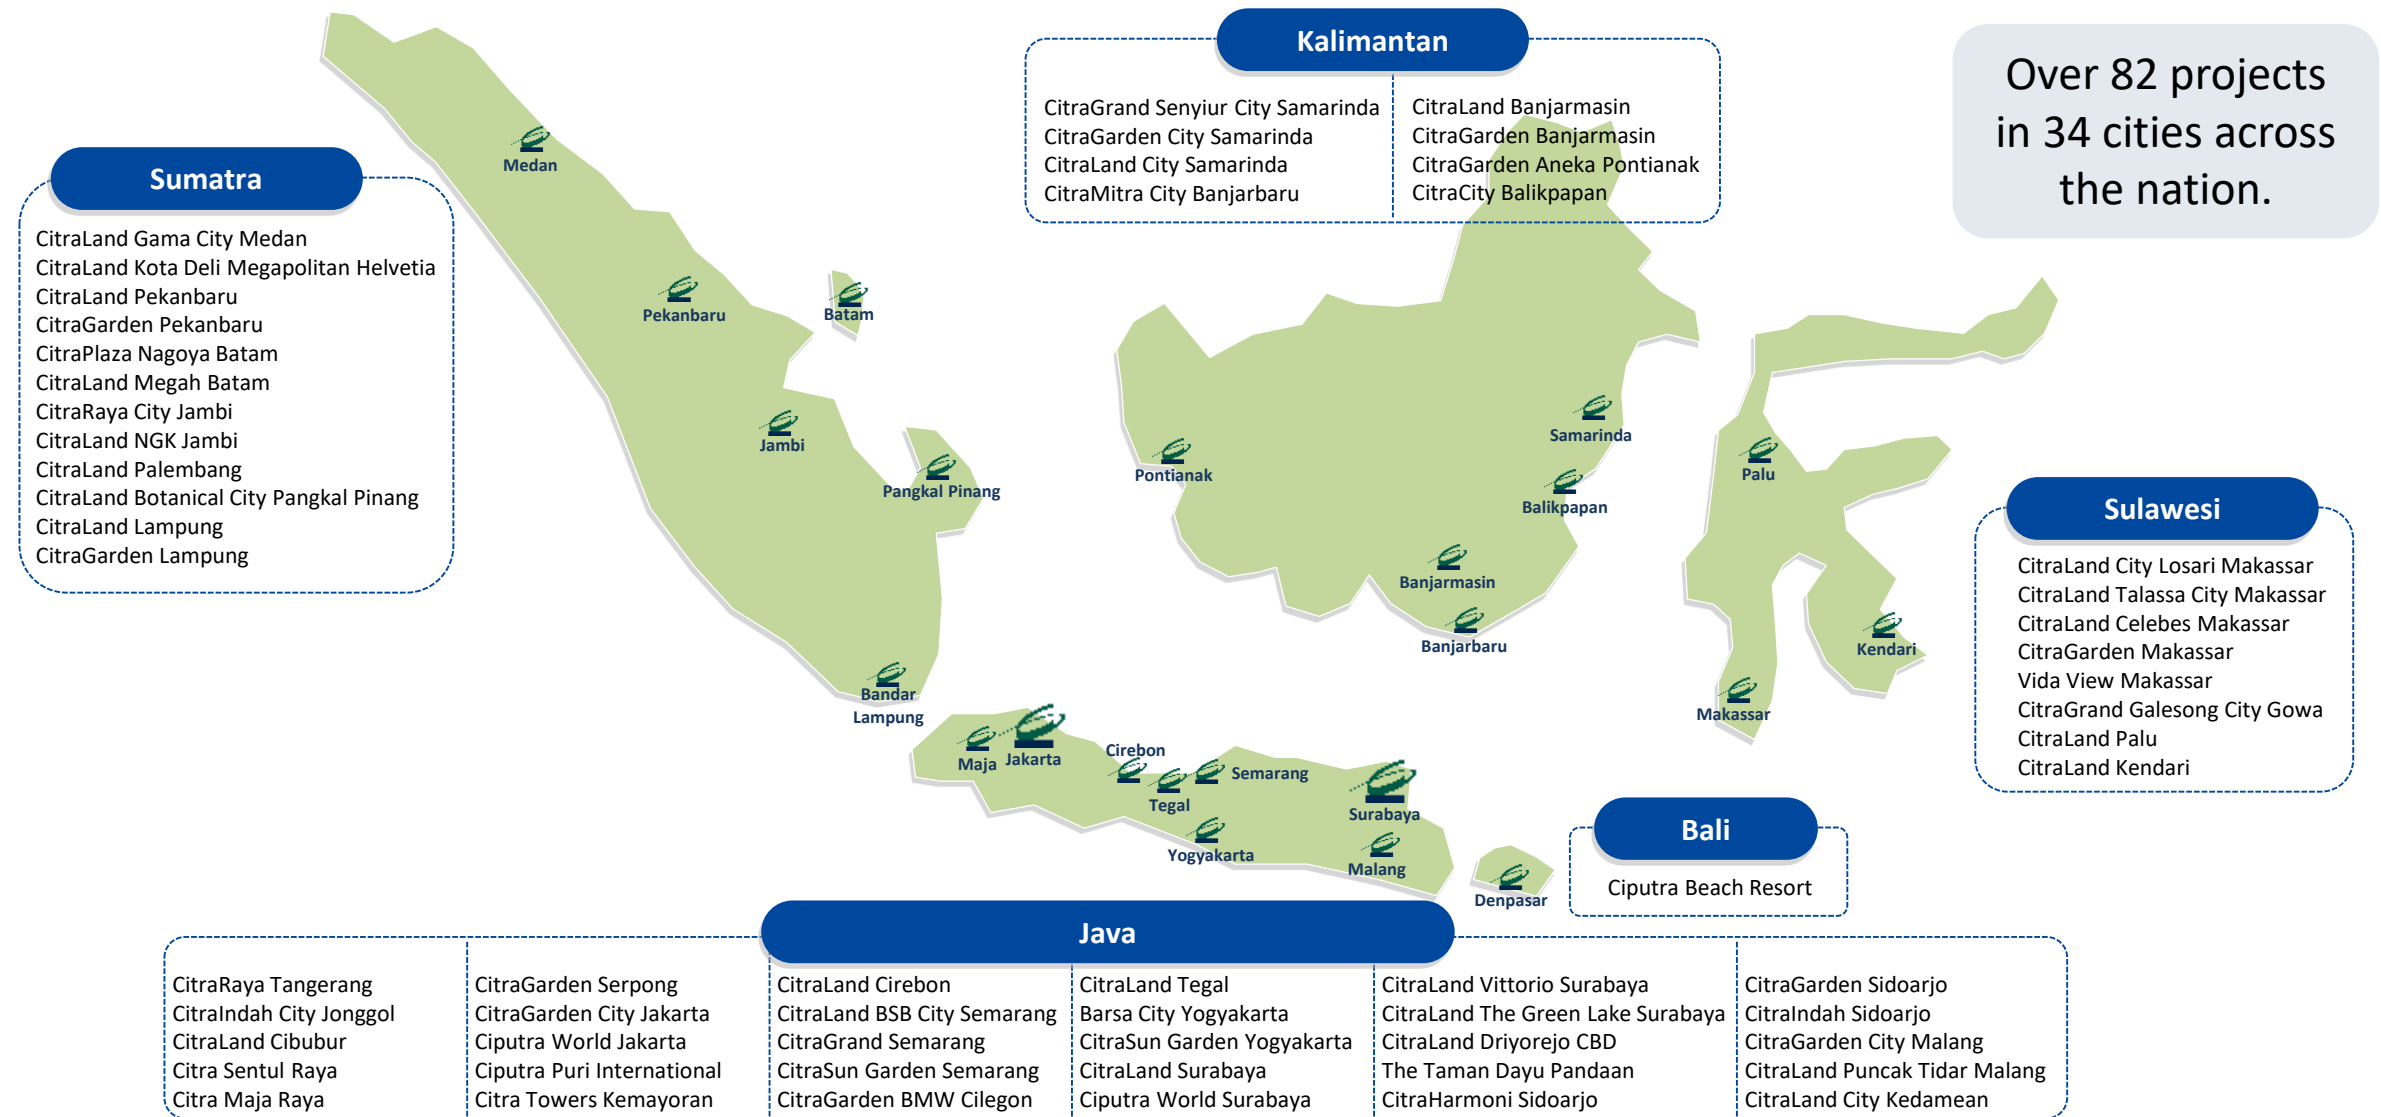 Kalimantan
CitraGrand Senyiur City Samarinda
CitraGarden City Samarinda
CitraLand City Samarinda
CitraMitra City Banjarbaru
CitraLand Banjarmasin
CitraGarden Banjarmasin
CitraGarden Aneka Pontianak
CitraCity Balikpapan
Over 82 projects
in 34 cities across
the nation.
Sumatra
CitraLand Gama City Medan
CitraLand Kota Deli Megapolitan Helvetia
CitraLand Pekanbaru
CitraGarden Pekanbaru
CitraPlaza Nagoya Batam
CitraLand Megah Batam
CitraRaya City Jambi
CitraLand NGK Jambi
CitraLand Palembang
CitraLand Botanical City Pangkal Pinang
CitraLand Lampung
CitraGarden Lampung
Medan
Pekanbaru
Batam
Jambi
Pangkal Pinang
Bandar
Lampung
Pontianak
Samarinda
Balikpapan
Banjarmasin
Banjarbaru
Palu
Kendari
Makassar
Sulawesi
CitraLand City Losari Makassar
CitraLand Talassa City Makassar
CitraLand Celebes Makassar
CitraGarden Makassar
Vida View Makassar
CitraGrand Galesong City Gowa
CitraLand Palu
CitraLand Kendari
Maja
Jakarta
Cirebon
Tegal
Semarang
Yogyakarta
Surabaya
Malang
Denpasar
Bali
Ciputra Beach Resort
Java
CitraRaya Tangerang
CitraIndah City Jonggol
CitraLand Cibubur
Citra Sentul Raya
Citra Maja Raya
CitraGarden Serpong
CitraGarden City Jakarta
Ciputra World Jakarta
Ciputra Puri International
Citra Towers Kemayoran
CitraLand Cirebon
CitraLand BSB City Semarang
CitraGrand Semarang
CitraSun Garden Semarang
CitraGarden BMW Cilegon
CitraLand Tegal
Barsa City Yogyakarta
CitraSun Garden Yogyakarta
CitraLand Surabaya
Ciputra World Surabaya
CitraLand Vittorio Surabaya
CitraLand The Green Lake Surabaya
CitraLand Driyorejo CBD
The Taman Dayu Pandaan
CitraHarmoni Sidoarjo
CitraGarden Sidoarjo
CitraIndah Sidoarjo
CitraGarden City Malang
CitraLand Puncak Tidar Malang
CitraLand City Kedamean